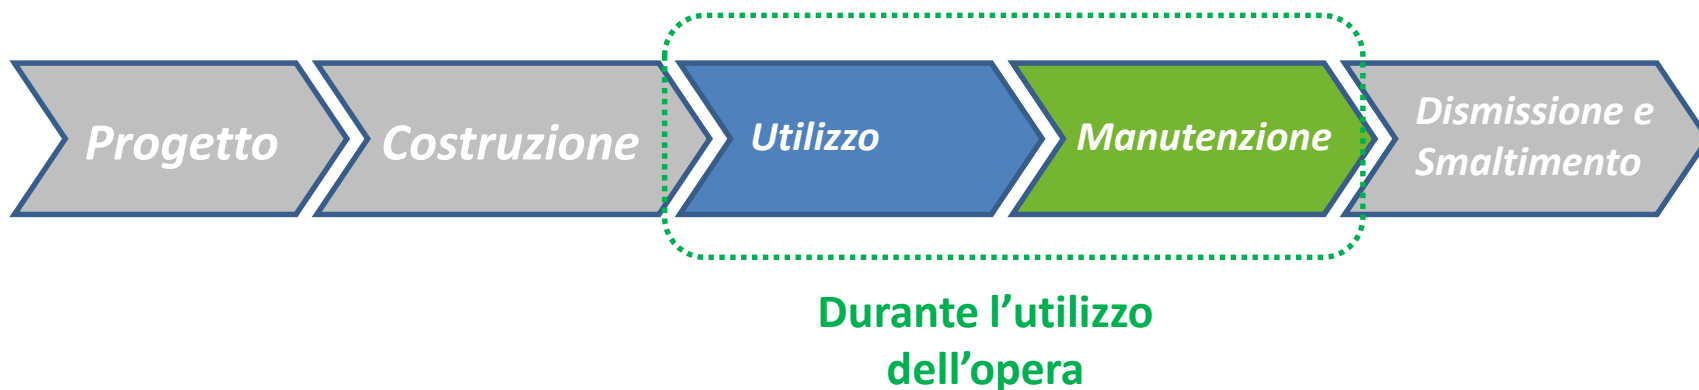 Progetto
Costruzione
Utilizzo
Manutenzione
Dismissione e
Smaltimento
Durante l’utilizzo
dell’opera